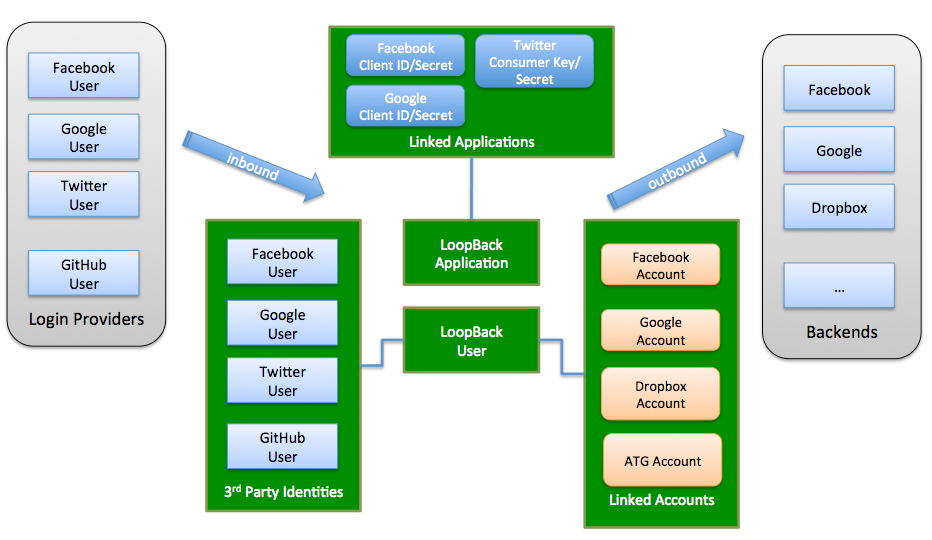 Facebook
User
Google
User
Twitter
User
GitHub
User
Login Providers
inbound
Facebook
Client ID/Secret
Twitter
Consumer Key/
Secret
Google
Client ID/Secret
Linked Applications
outbound
Facebook
Google
Dropbox
...
Backends
Facebook
User
Google
User
Twitter
User
GitHub
User
3rd Party Identities
LoopBack
Application
LoopBack
User
Facebook
Account
Google
Account
Dropbox
Account
ATG Account
Linked Accounts